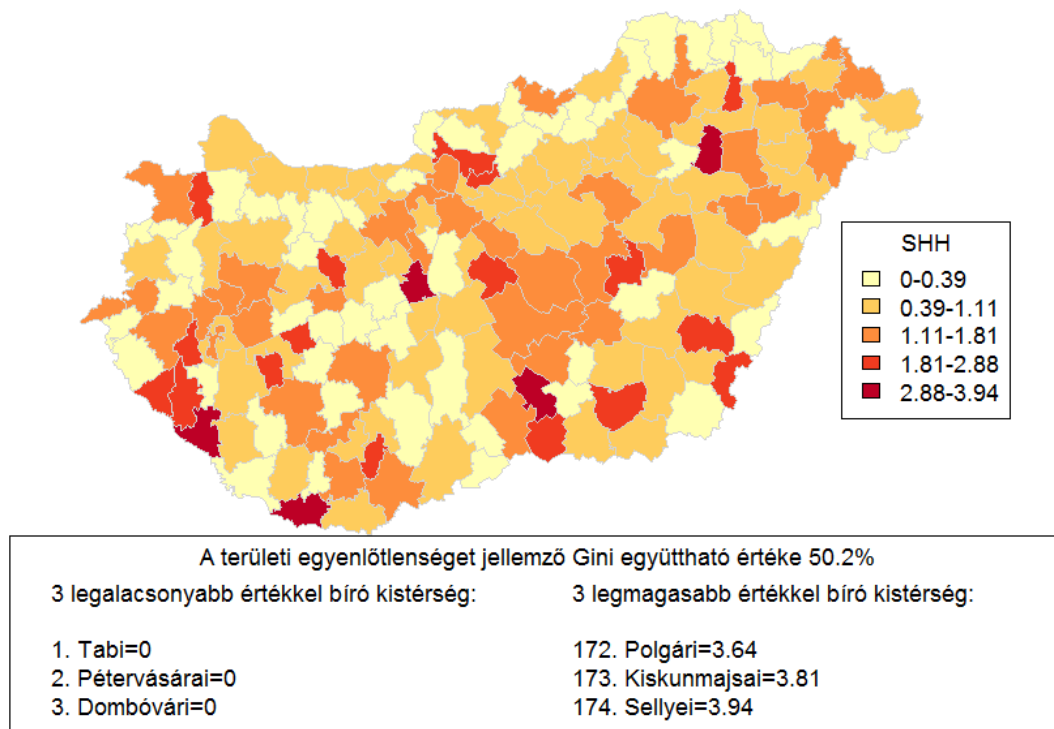 SHH
0-0.39
0.39-1.11
1.11-1.81
1.81-2.88
2.88-3.94
A területi egyenlőtlenséget jellemző Gini együttható értéke 50.2%
3 legalacsonyabb értékkel bíró kistérség:
1. Tabi=0
2. Pétervásárai=0
3. Dombóvári=0
3 legmagasabb értékkel bíró kistérség:
172. Polgári=3.64
173. Kiskunmajsai=3.81
174. Sellyei=3.94